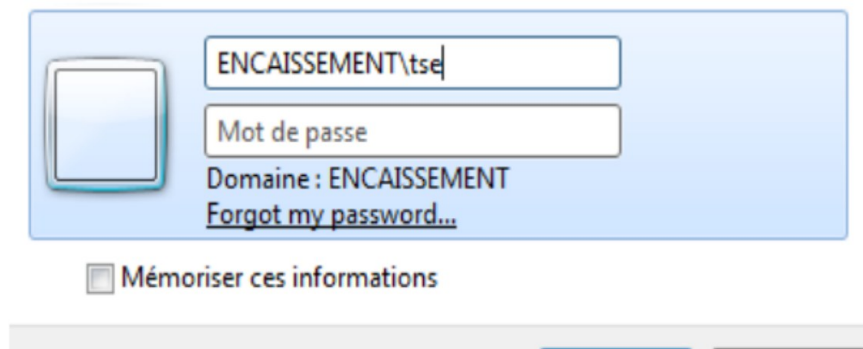 ENCAISSEMENT\tse
Mot de passe
Domaine : ENCAISSEMENT
Forgot my password...
Mémoriser ces informations